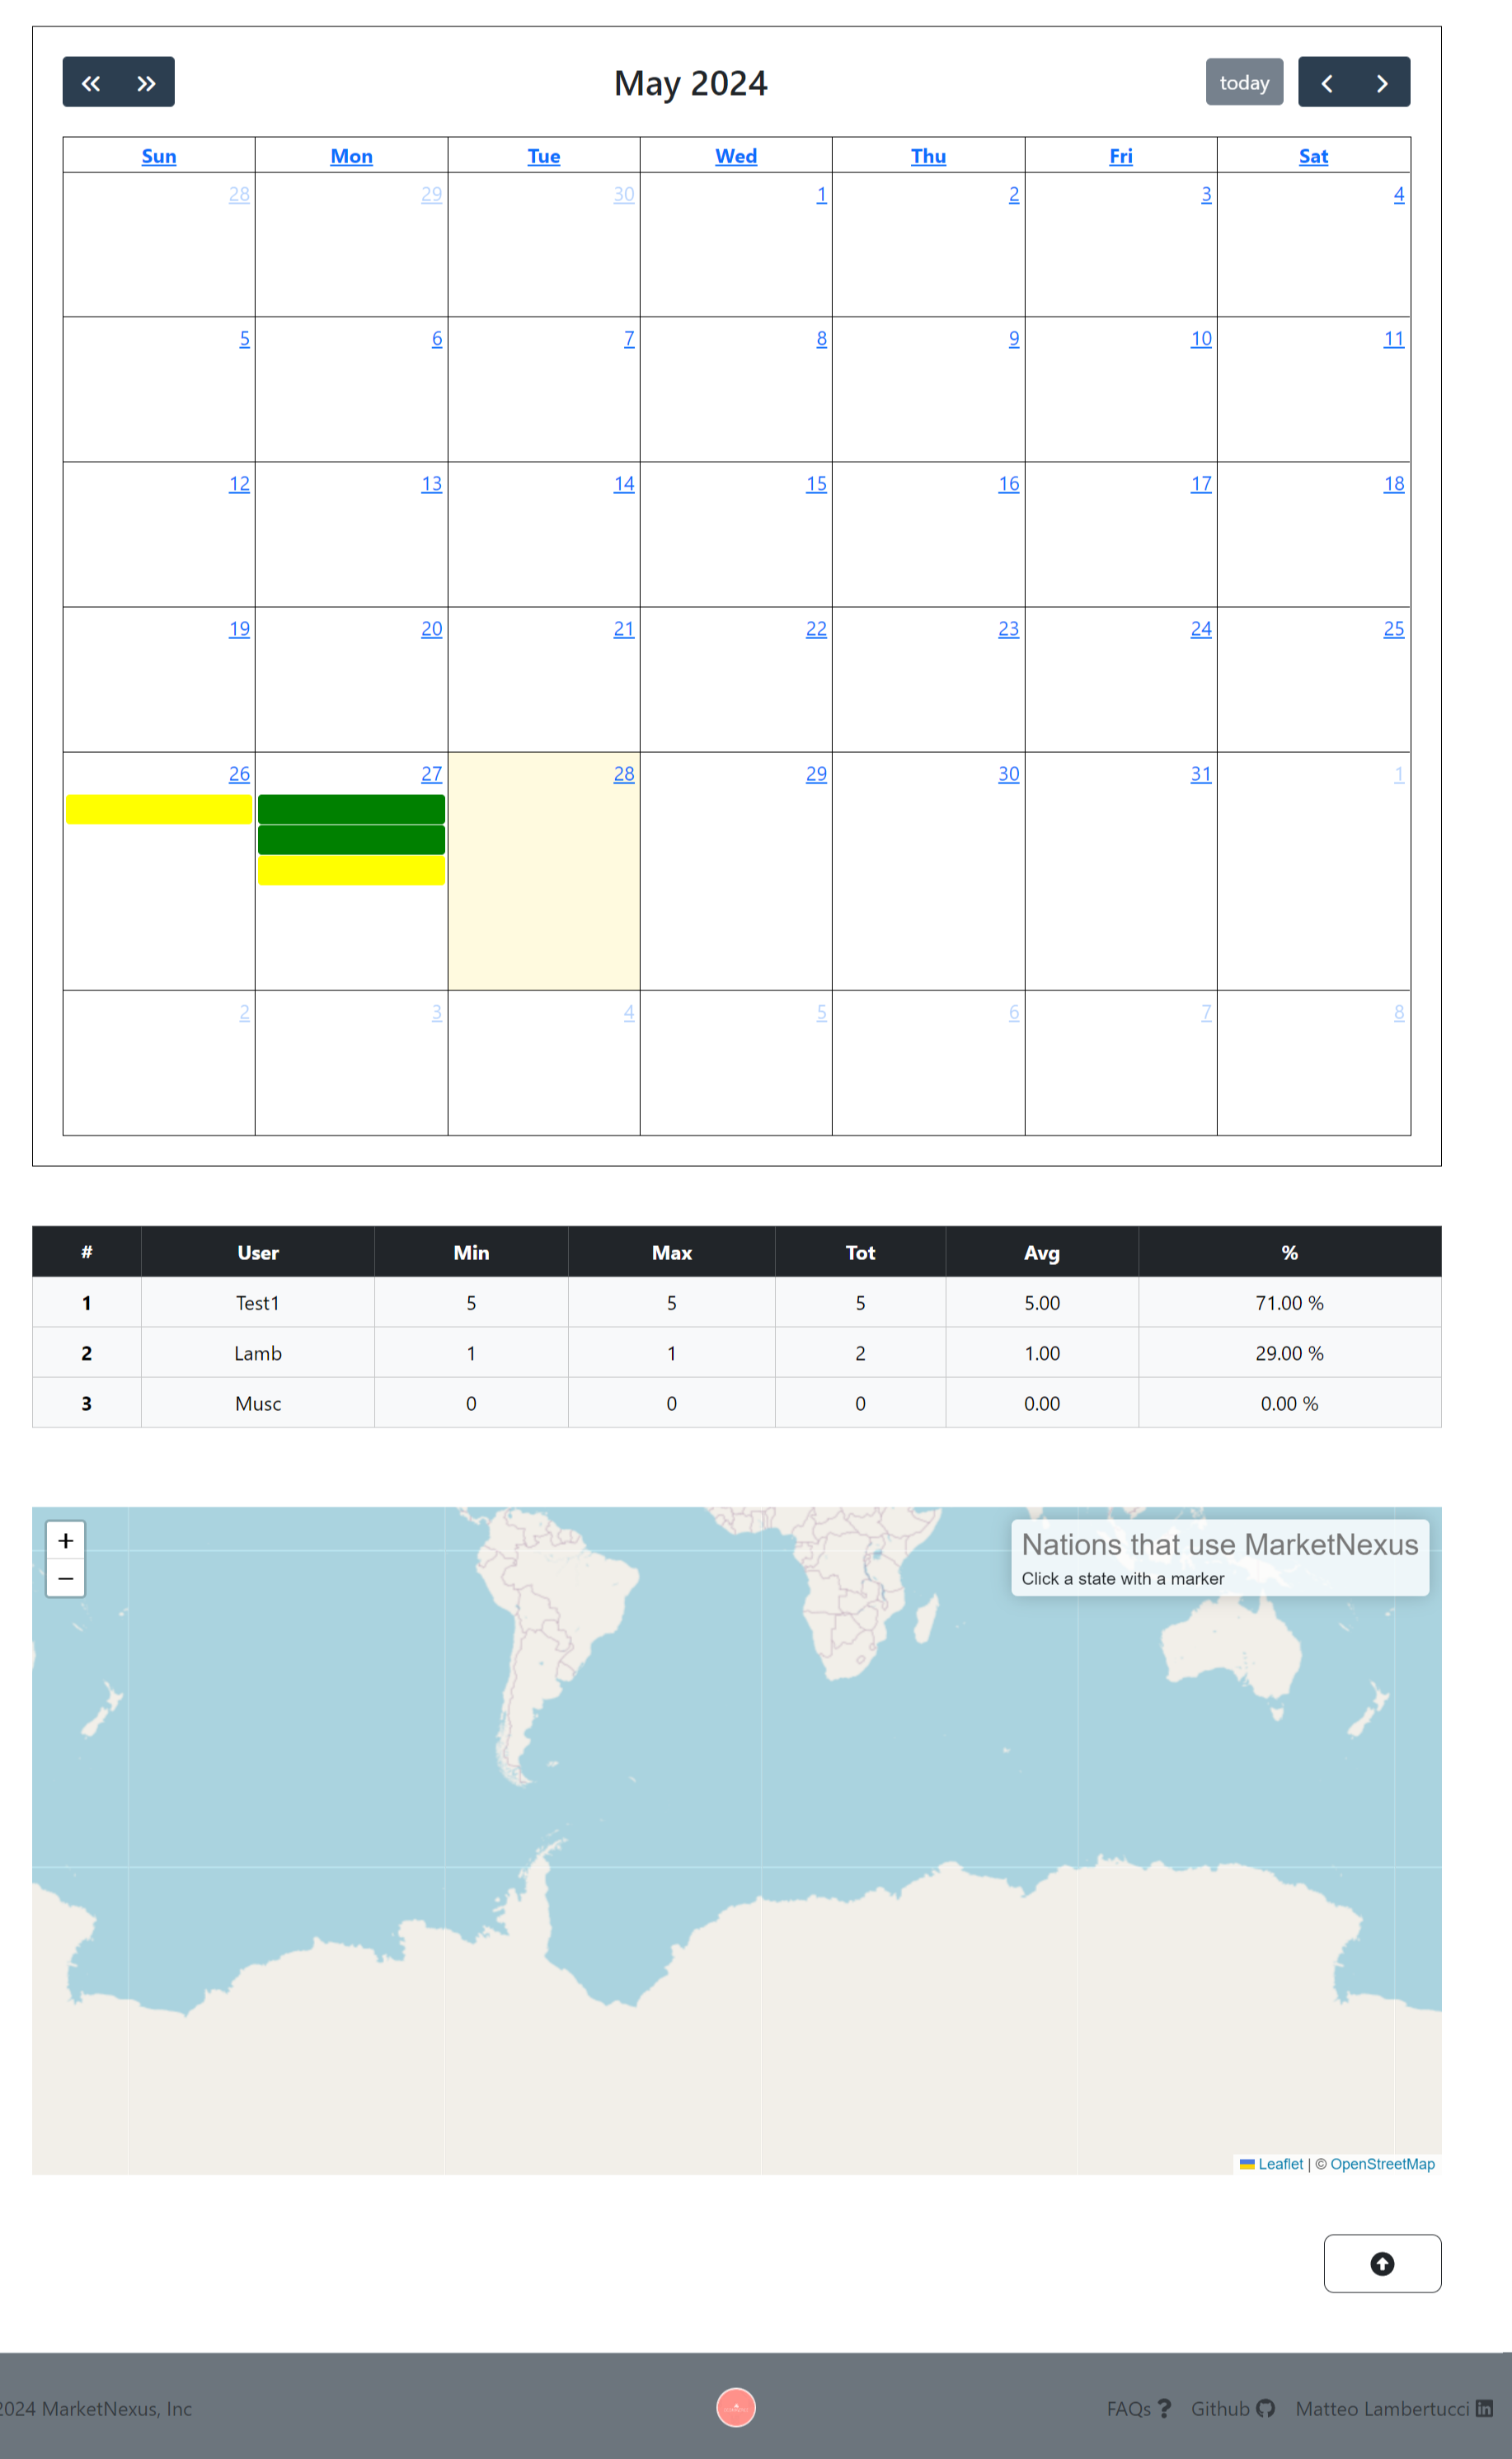 May 2024
today
Sun Mon Tue Wed Thu Fri Sat
28 29 30 1 2 3 4
5 6 7 8 9 10 11
12 13 14 15 16 17 18
19 20 21 22 23 24 25
26 27 28 29 30 31 1
2 3 4 5 6 7 8
# User Min Max Tot Avg %
1 Test1 5 5 5 5.00 71.00 %
2 Lamb 1 1 2 1.00 29.00 %
3 Musc 0 0 0 0.00 0.00 %
+
−
Nations that use MarketNexus
Click a state with a marker
Leaflet | © OpenStreetMap
2024 MarketNexus, Inc
FAQs ? Github Matteo Lambertucci in